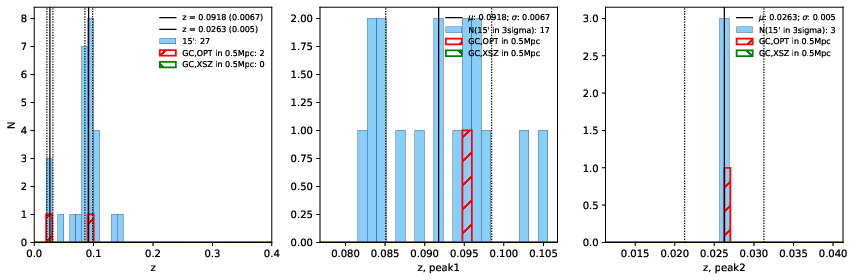 z = 0.0918 (0.0067)
z = 0.0263 (0.005)
15': 27
GC,OPT in 0.5Mpc: 2
GC,XSZ in 0.5Mpc: 0
8
7
6
5
4
3
2
1
0
N
0.0 0.1 0.2 0.3 0.4
z
μ: 0.0918; σ: 0.0067
N(15' in 3sigma): 17
GC,OPT in 0.5Mpc
GC,XSZ in 0.5Mpc
2.00
1.75
1.50
1.25
1.00
0.75
0.50
0.25
0.00
0.080 0.085 0.090 0.095 0.100 0.105
z, peak1
μ: 0.0263; σ: 0.005
N(15' in 3sigma): 3
GC,OPT in 0.5Mpc
GC,XSZ in 0.5Mpc
3.0
2.5
2.0
1.5
1.0
0.5
0.0
0.015 0.020 0.025 0.030 0.035 0.040
z, peak2